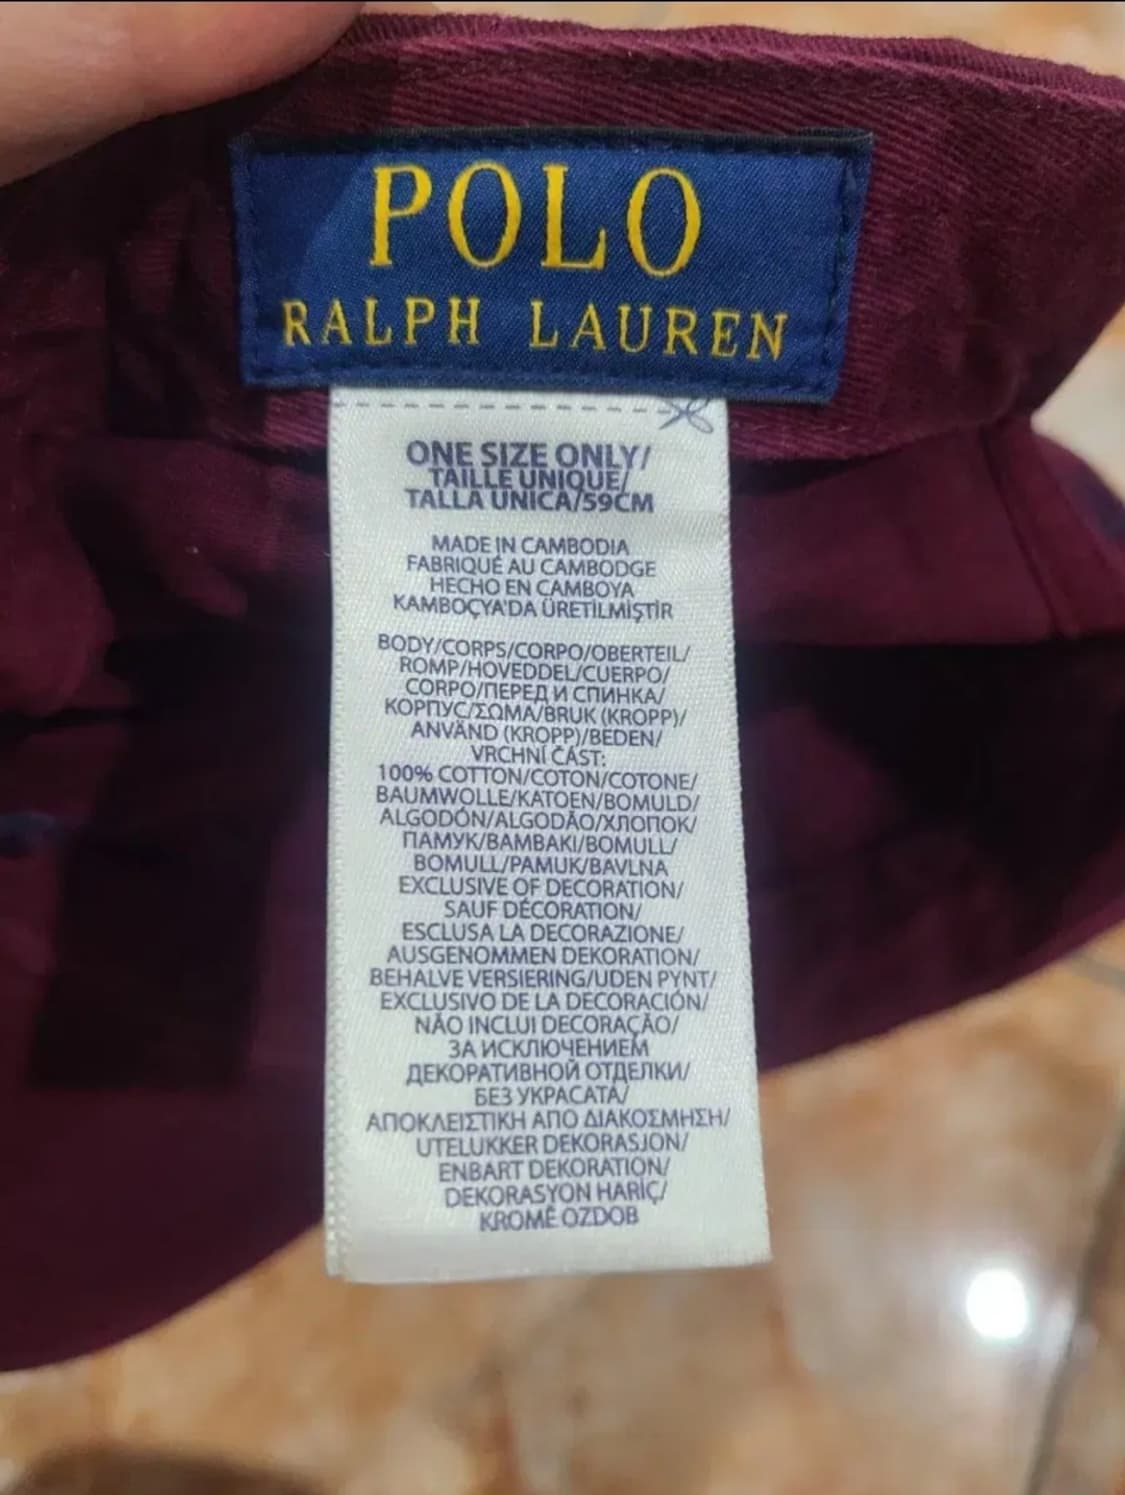 POLO
RALPH LAUREN
ONE SIZE ONLY/
TAILLE UNIQUE/
TALLA UNICA/59CM
MADE IN CAMBODIA
FABRIQUÉ AU CAMBODGE
HECHO EN CAMBOYA
KAMBOÇYA'DA ÜRETİLMİŞTİR
BODY/CORPS/CORPO/OBERTEIL/
ROMP/HOVEDDEL/CUERPO/
CORPO/ПЕРЕД И СПИНКА/
КОРПУС/ΣΩΜΑ/BRUK (KROPP)/
ANVÄND (KROPP)/BEDEN/
VRCHNÍ ČÁST:
100% COTTON/COTON/COTONE/
BAUMWOLLE/KATOEN/BOMULD/
ALGODÓN/ALGODÃO/ХЛОПОК/
ПАМУК/ΒΑΜΒΑΚΙ/BOMULL/
BOMULL/PAMUK/BAVLNA
EXCLUSIVE OF DECORATION/
SAUF DÉCORATION/
ESCLUSA LA DECORAZIONE/
AUSGENOMMEN DEKORATION/
BEHALVE VERSIERING/UDEN PYNT/
EXCLUSIVO DE LA DECORACIÓN/
NÃO INCLUI DECORAÇÃO/
ЗА ИСКЛЮЧЕНИЕМ
ДЕКОРАТИВНОЙ ОТДЕЛКИ/
БЕЗ УКРАСАТА/
ΑΠΟΚΛΕΙΣΤΙΚΗ ΑΠΟ ΔΙΑΚΟΣΜΗΣΗ/
UTELUKKER DEKORASJON/
ENBART DEKORATION/
DEKORASYON HARİÇ/
KROMĚ OZDOB